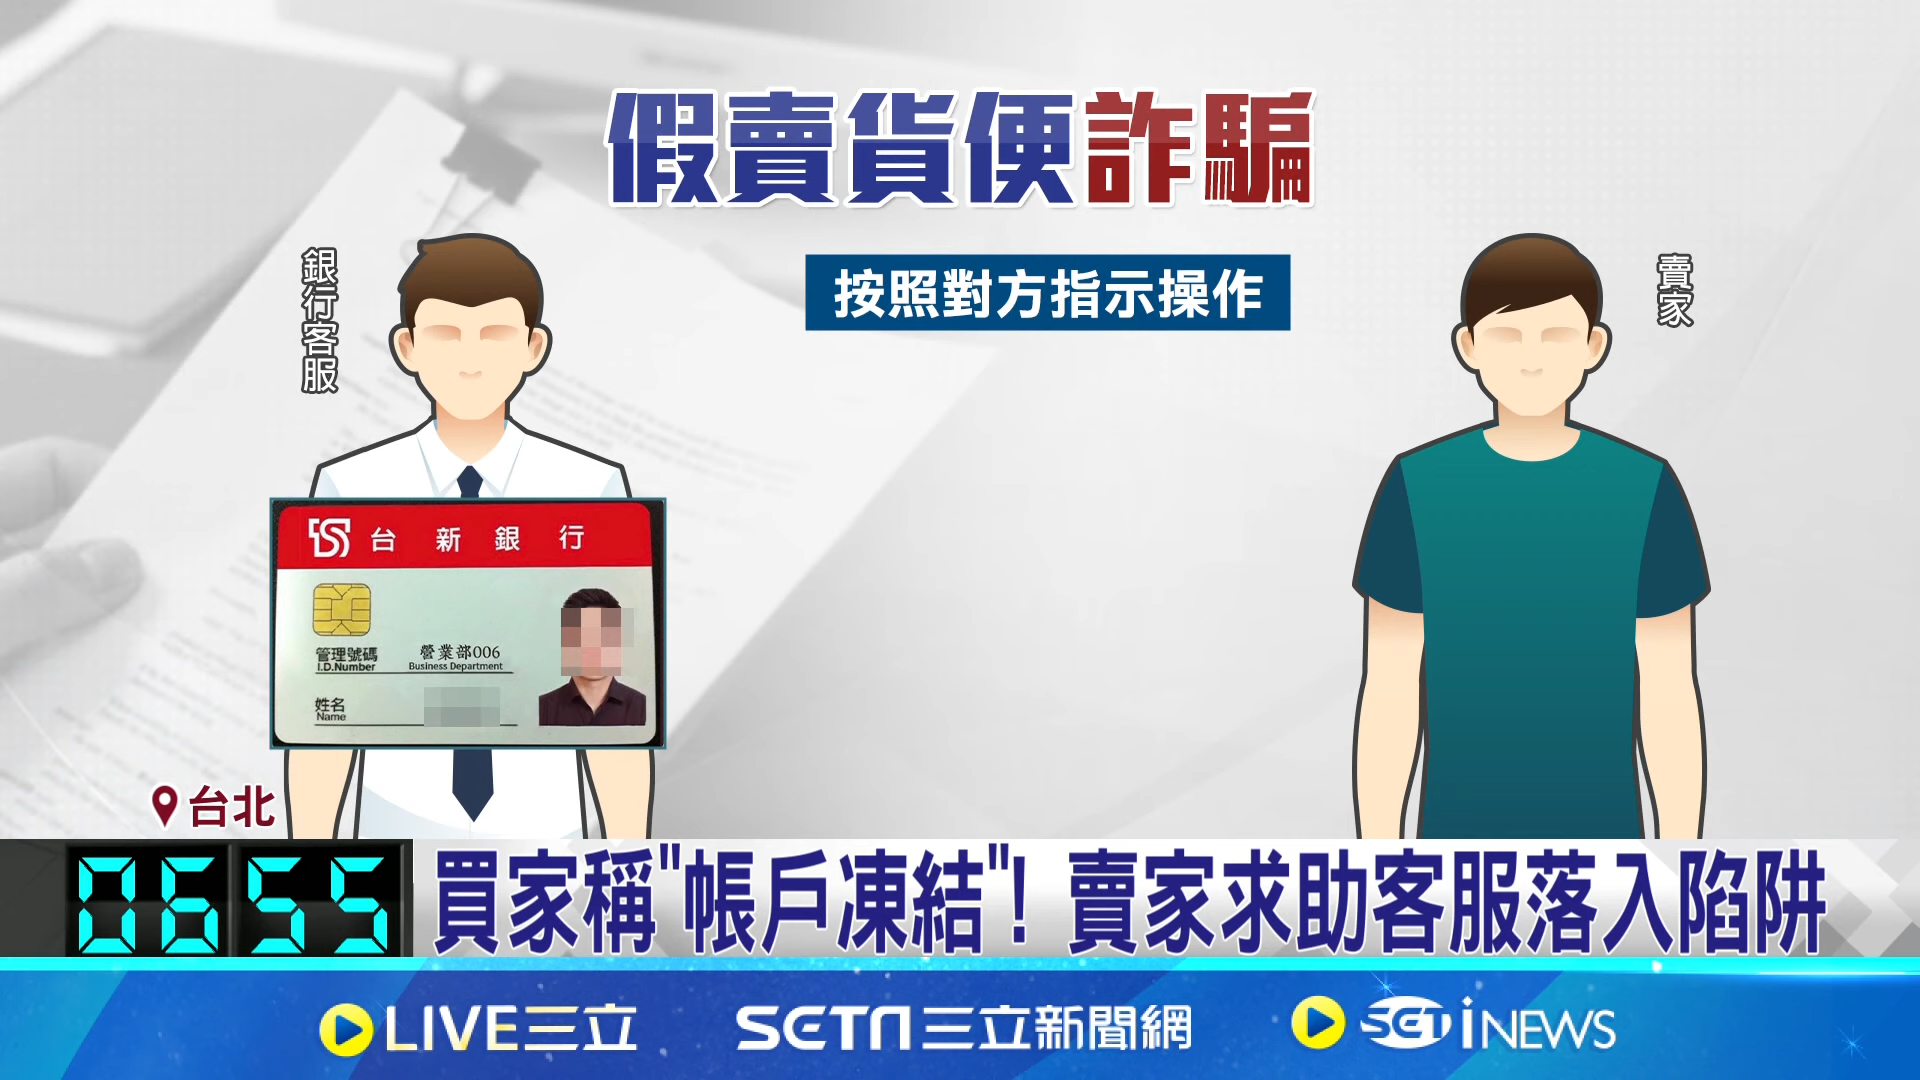 假賣貨便詐騙
按照對方指示操作
銀行客服
賣家
台新銀行
管理號碼
I.D.Number
營業部006
Business Department
姓名
Name
台北
0655
買家稱"帳戶凍結"! 賣家求助客服落入陷阱
LIVE三立
SETN三立新聞網
SETiNEWS